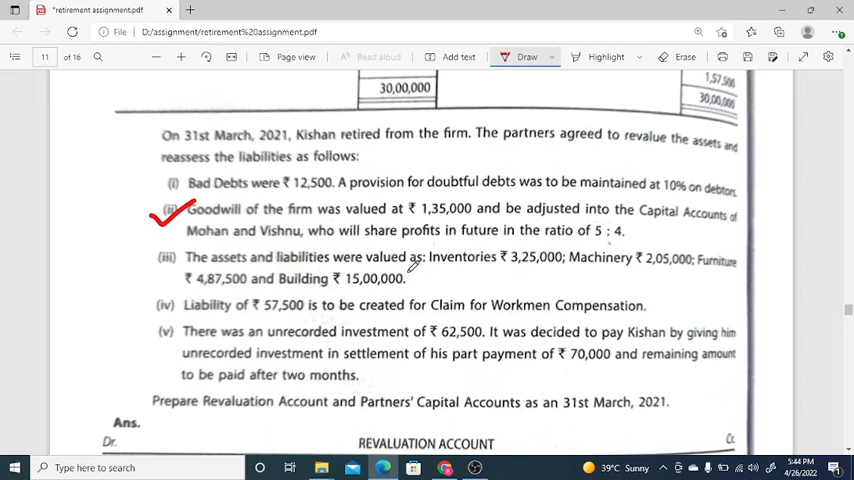 *retirement assignment.pdf
File | D:/assignment/retirement%20assignment.pdf
11 of 16 Page view Read aloud Add text Draw Highlight Erase
30,00,000
1,57,500
30,00,000
On 31st March, 2021, Kishan retired from the firm. The partners agreed to revalue the assets and
reassess the liabilities as follows:
(i) Bad Debts were ₹ 12,500. A provision for doubtful debts was to be maintained at 10% on debtors.
(ii) Goodwill of the firm was valued at ₹ 1,35,000 and be adjusted into the Capital Accounts of
Mohan and Vishnu, who will share profits in future in the ratio of 5 : 4.
(iii) The assets and liabilities were valued as: Inventories ₹ 3,25,000; Machinery ₹ 2,05,000; Furniture
₹ 4,87,500 and Building ₹ 15,00,000.
(iv) Liability of ₹ 57,500 is to be created for Claim for Workmen Compensation.
(v) There was an unrecorded investment of ₹ 62,500. It was decided to pay Kishan by giving him
unrecorded investment in settlement of his part payment of ₹ 70,000 and remaining amount
to be paid after two months.
Prepare Revaluation Account and Partners' Capital Accounts as an 31st March, 2021.
Ans.
Dr. REVALUATION ACCOUNT Cr.
Type here to search
39°C Sunny
5:44 PM
4/26/2022